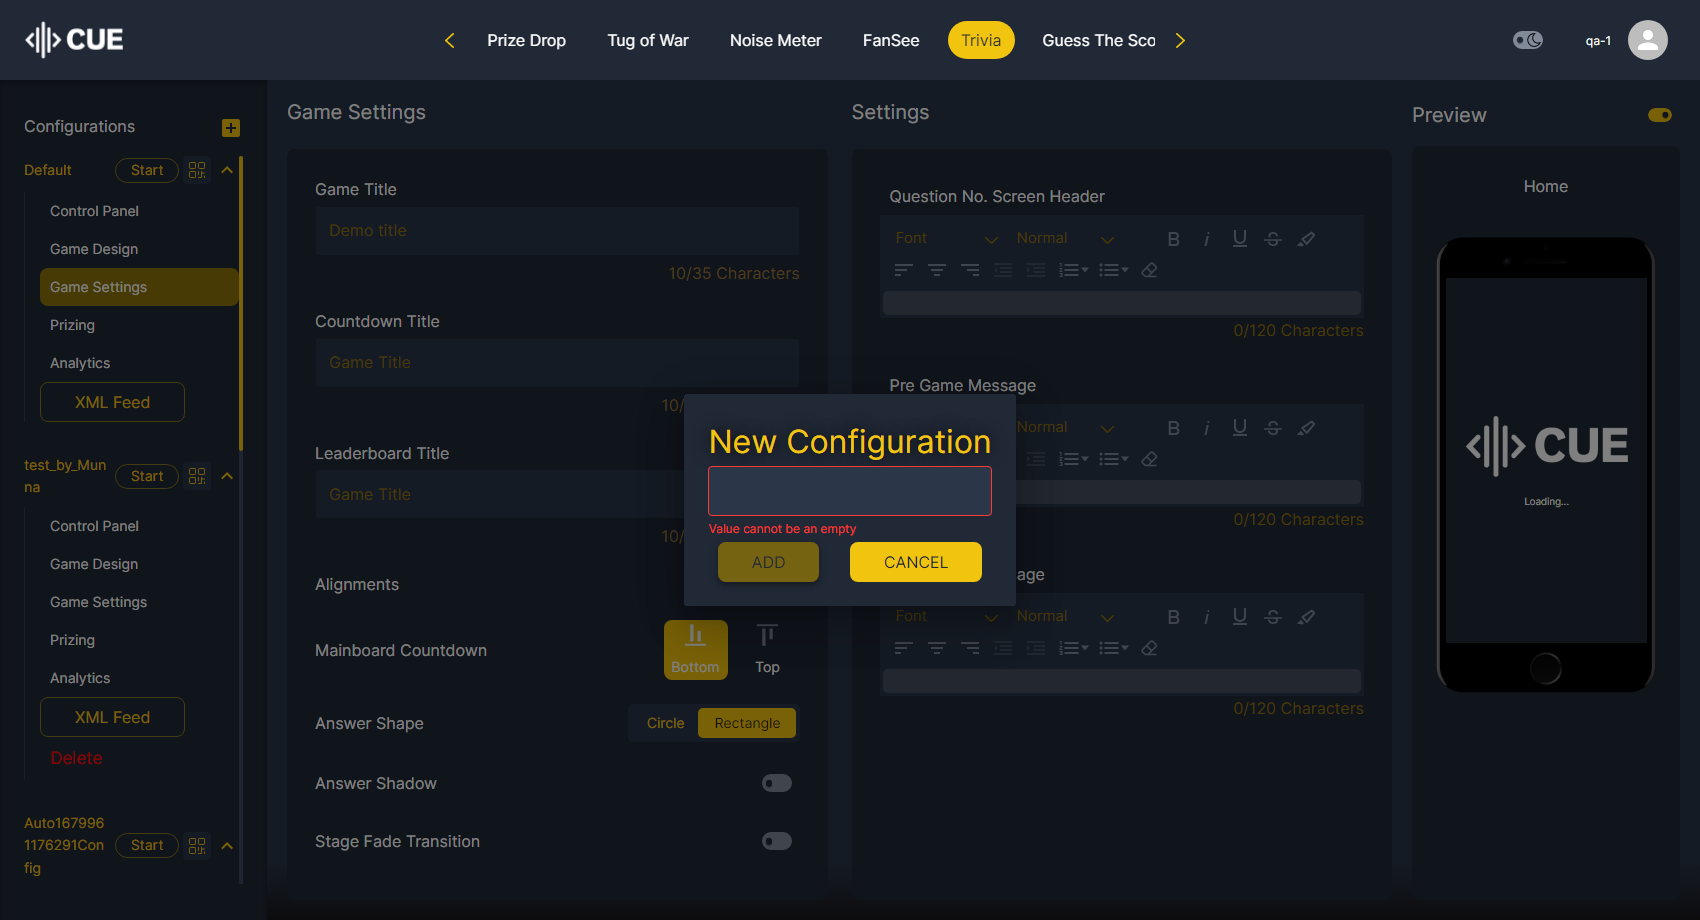 CUE
Prize Drop
Tug of War
Noise Meter
FanSee
Trivia
Guess The Sco
qa-1
Configurations
Default
Start
Control Panel
Game Design
Game Settings
Prizing
Analytics
XML Feed
test_by_Mun
na
Start
Control Panel
Game Design
Game Settings
Prizing
Analytics
XML Feed
Delete
Auto167996
1176291Con
fig
Start
Game Settings
Game Title
Demo title
10/35 Characters
Countdown Title
Game Title
10/
Leaderboard Title
Game Title
10/
Alignments
Mainboard Countdown
Bottom
Top
Answer Shape
Circle
Rectangle
Answer Shadow
Stage Fade Transition
New Configuration
Value cannot be an empty
ADD
CANCEL
Settings
Question No. Screen Header
Font
Normal
0/120 Characters
Pre Game Message
Normal
0/120 Characters
age
Font
Normal
0/120 Characters
Preview
Home
CUE
Loading...